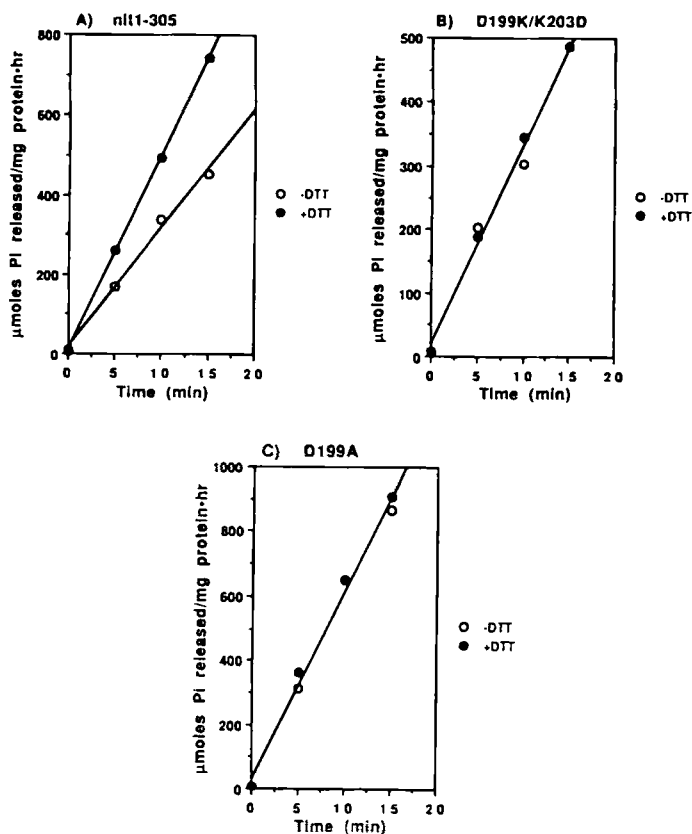 A) nit1-305
800
600
400
200
0
0 5 10 15 20
Time (min)
µmoles Pi released/mg protein•hr
-DTT
+DTT
B) D199K/K203D
500
400
300
200
100
0
0 5 10 15 20
Time (min)
µmoles Pi released/mg protein•hr
-DTT
+DTT
C) D199A
1000
800
600
400
200
0
0 5 10 15 20
Time (min)
µmoles Pi released/mg protein•hr
-DTT
+DTT